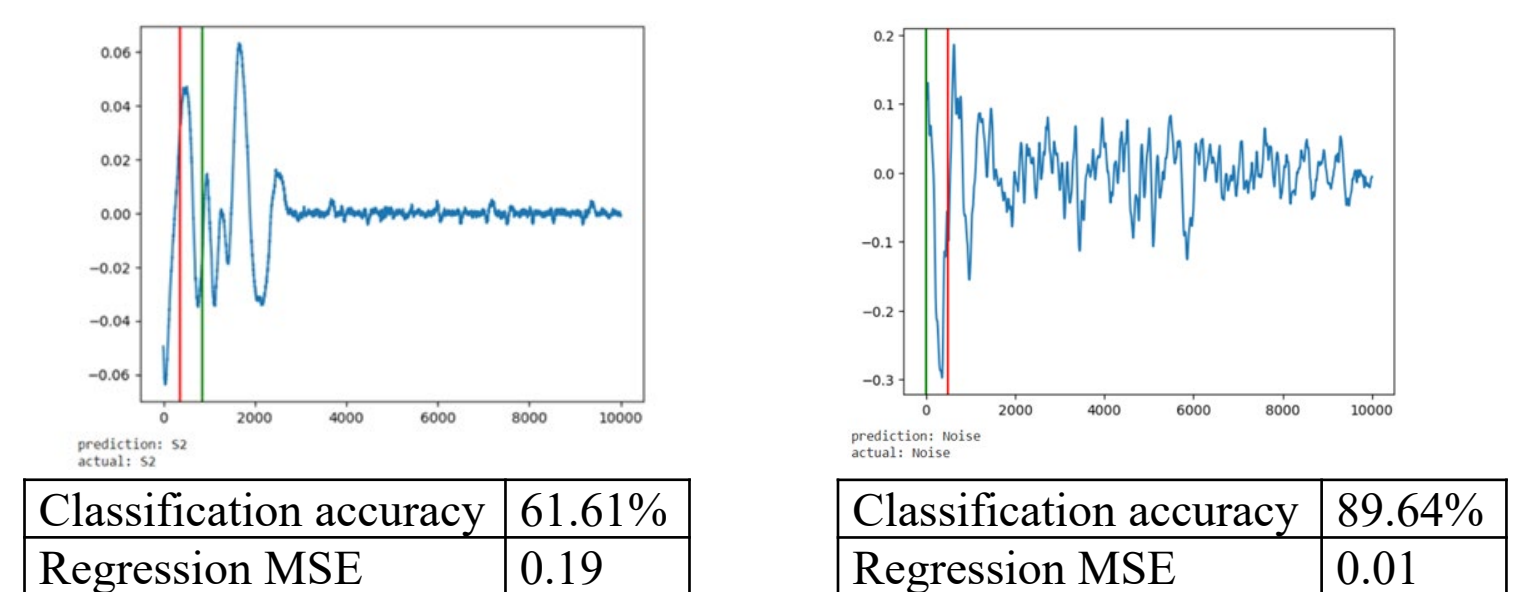 0.06
0.04
0.02
0.00
−0.02
−0.04
−0.06
0 2000 4000 6000 8000 10000
prediction: S2
actual: S2
Classification accuracy 61.61%
Regression MSE 0.19
0.2
0.1
0.0
−0.1
−0.2
−0.3
0 2000 4000 6000 8000 10000
prediction: Noise
actual: Noise
Classification accuracy 89.64%
Regression MSE 0.01